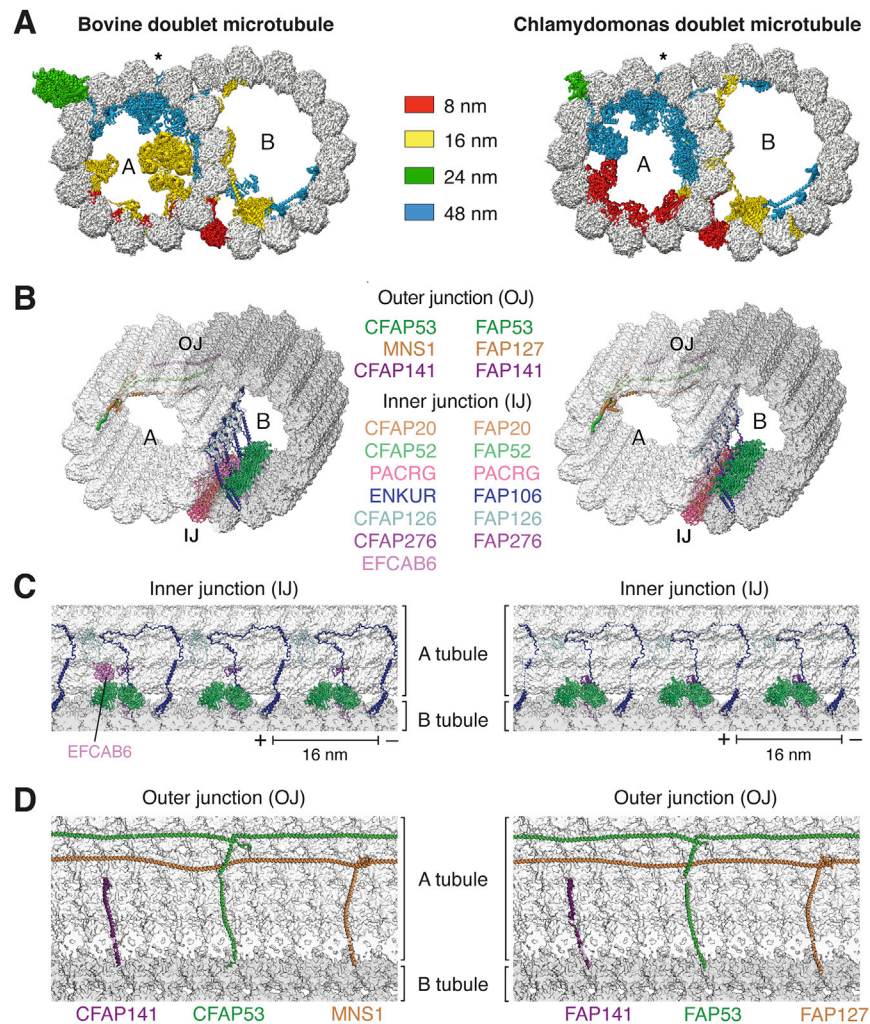 A
Bovine doublet microtubule
Chlamydomonas doublet microtubule
*
*
A
B
8 nm
16 nm
24 nm
48 nm
A
B
B
Outer junction (OJ)
CFAP53 FAP53
MNS1 FAP127
CFAP141 FAP141
Inner junction (IJ)
CFAP20 FAP20
CFAP52 FAP52
PACRG PACRG
ENKUR FAP106
CFAP126 FAP126
CFAP276 FAP276
EFCAB6
OJ
A
B
IJ
OJ
A
B
IJ
C
Inner junction (IJ)
Inner junction (IJ)
A tubule
B tubule
EFCAB6
+ –
16 nm
+ –
16 nm
D
Outer junction (OJ)
Outer junction (OJ)
A tubule
B tubule
CFAP141 CFAP53 MNS1
FAP141 FAP53 FAP127